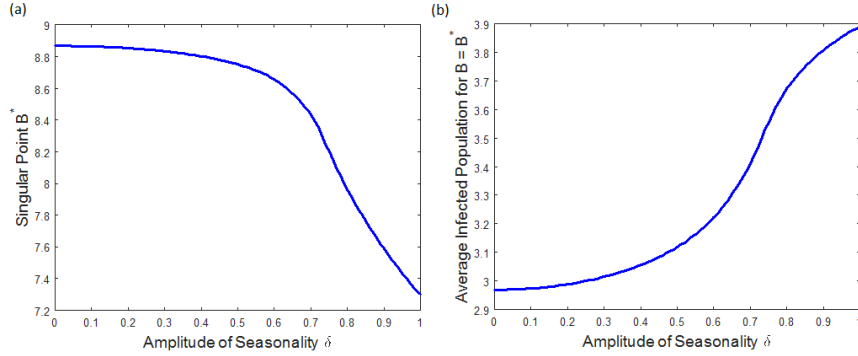 (a)
9
8.8
8.6
8.4
8.2
8
7.8
7.6
7.4
7.2
Singular Point B*
0 0.1 0.2 0.3 0.4 0.5 0.6 0.7 0.8 0.9 1
Amplitude of Seasonality δ
(b)
3.9
3.8
3.7
3.6
3.5
3.4
3.3
3.2
3.1
3
2.9
Average Infected Population for B = B*
0 0.1 0.2 0.3 0.4 0.5 0.6 0.7 0.8 0.9
Amplitude of Seasonality δ